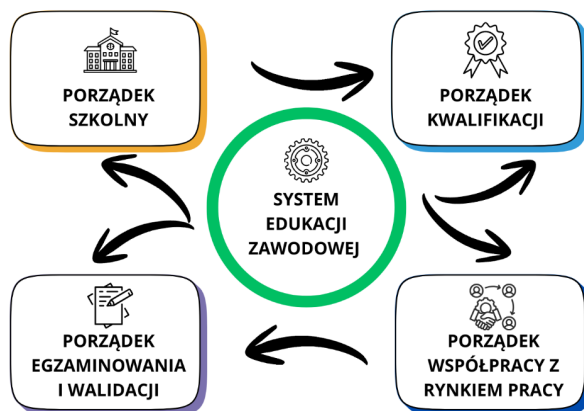 PORZĄDEK
SZKOLNY
PORZĄDEK
KWALIFIKACJI
SYSTEM
EDUKACJI
ZAWODOWEJ
PORZĄDEK
EGZAMINOWANIA
I WALIDACJI
PORZĄDEK
WSPÓŁPRACY Z
RYNKIEM PRACY